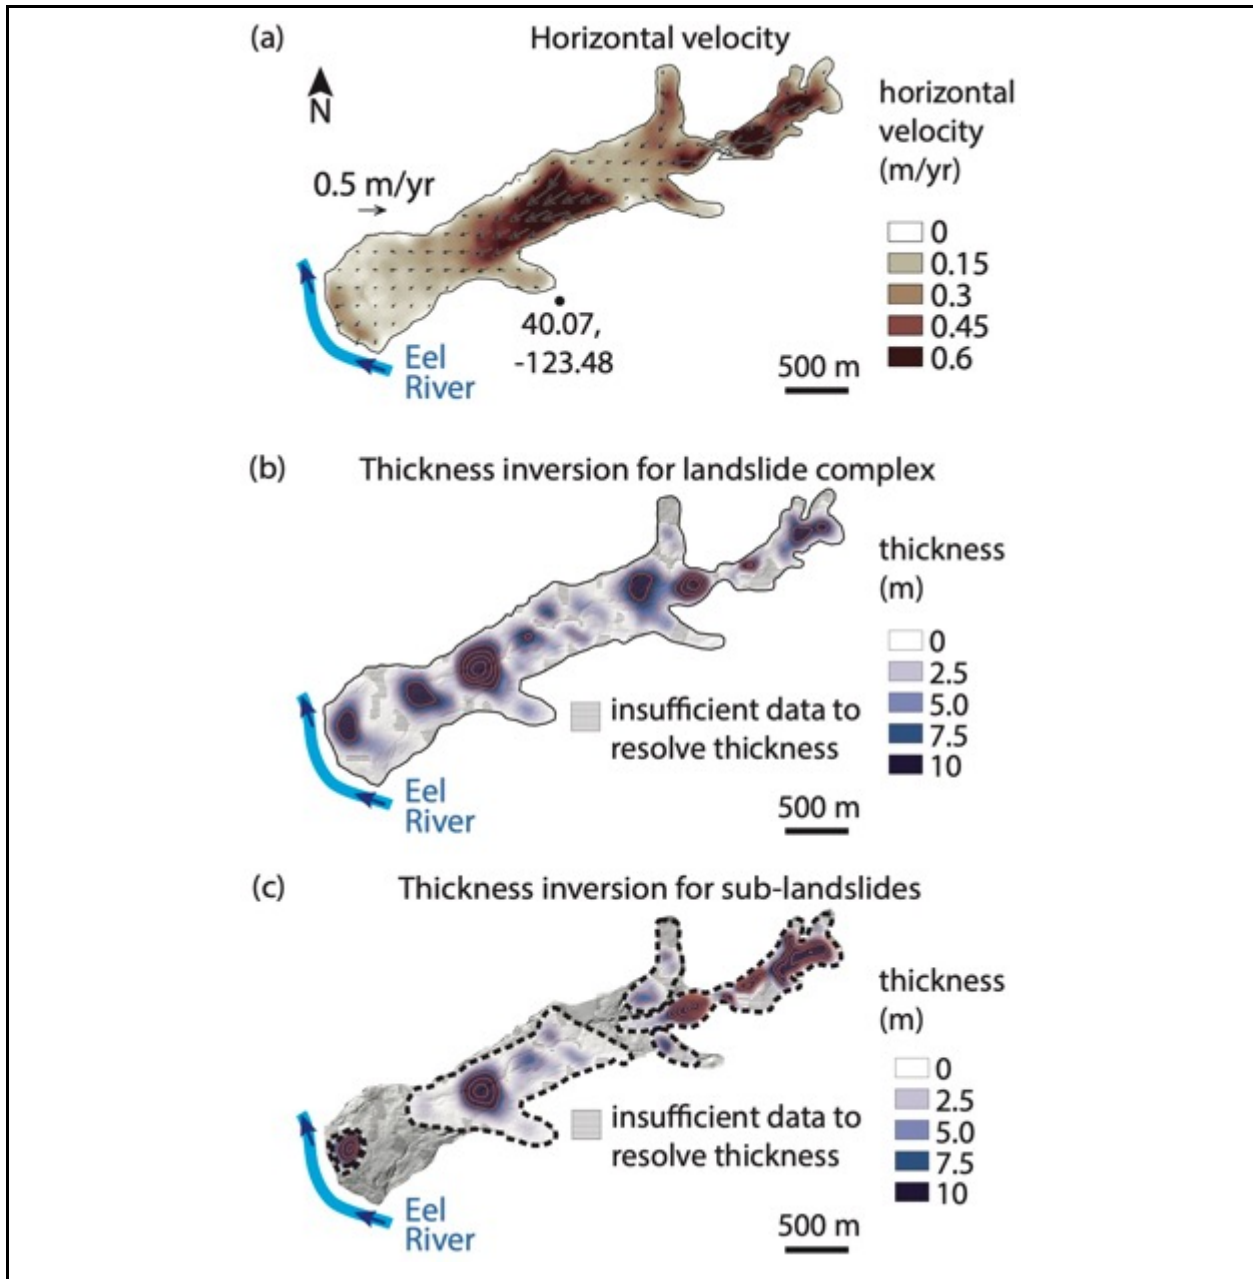 (a) Horizontal velocity
N
0.5 m/yr
horizontal
velocity
(m/yr)
0
0.15
0.3
0.45
0.6
40.07,
-123.48
500 m
Eel
River
(b) Thickness inversion for landslide complex
thickness
(m)
0
2.5
5.0
7.5
10
insufficient data to
resolve thickness
500 m
Eel
River
(c) Thickness inversion for sub-landslides
thickness
(m)
0
2.5
5.0
7.5
10
insufficient data to
resolve thickness
500 m
Eel
River